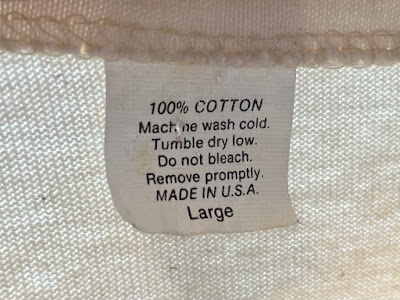 100% COTTON
Machine wash cold.
Tumble dry low.
Do not bleach.
Remove promptly.
MADE IN U.S.A.
Large